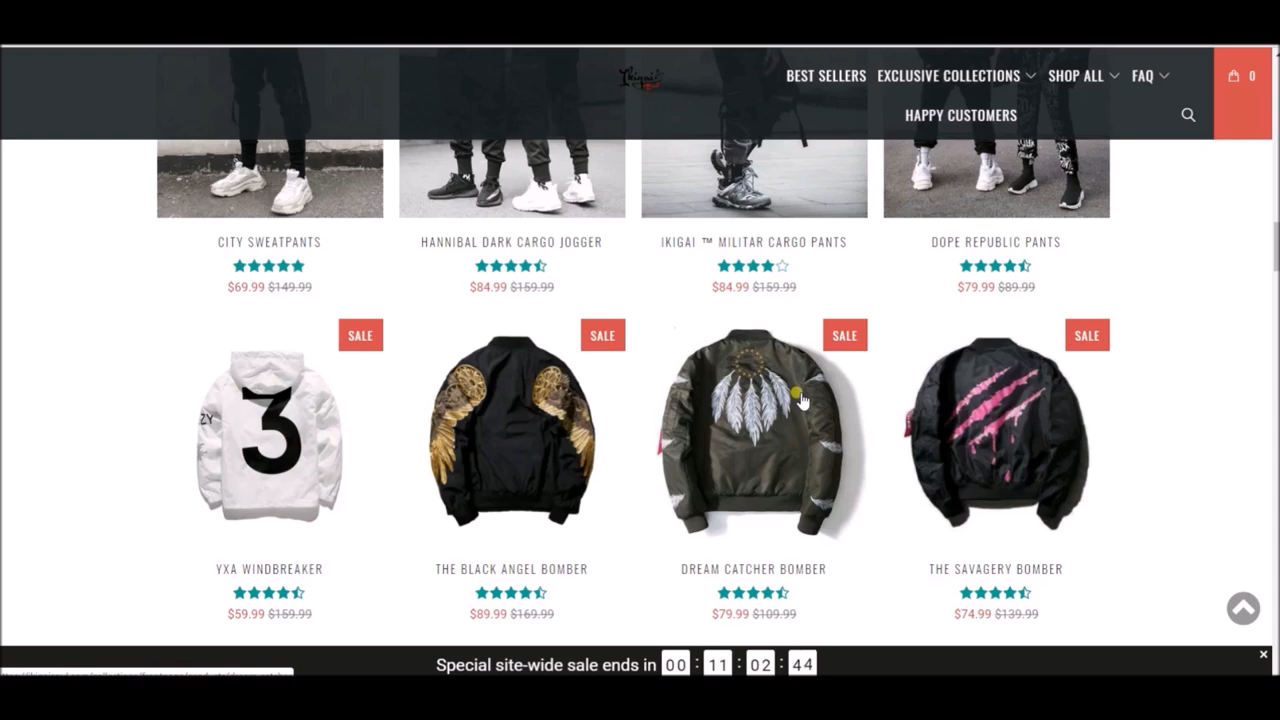 BEST SELLERS EXCLUSIVE COLLECTIONS SHOP ALL FAQ 0
HAPPY CUSTOMERS
CITY SWEATPANTS
HANNIBAL DARK CARGO JOGGER
IKIGAI ™ MILITAR CARGO PANTS
DOPE REPUBLIC PANTS
$69.99 $149.99
$84.99 $159.99
$84.99 $159.99
$79.99 $89.99
SALE
SALE
SALE
SALE
ZY
3
YXA WINDBREAKER
THE BLACK ANGEL BOMBER
DREAM CATCHER BOMBER
THE SAVAGERY BOMBER
$59.99 $159.99
$89.99 $169.99
$79.99 $109.99
$74.99 $139.99
Special site-wide sale ends in 00 : 11 : 02 : 44